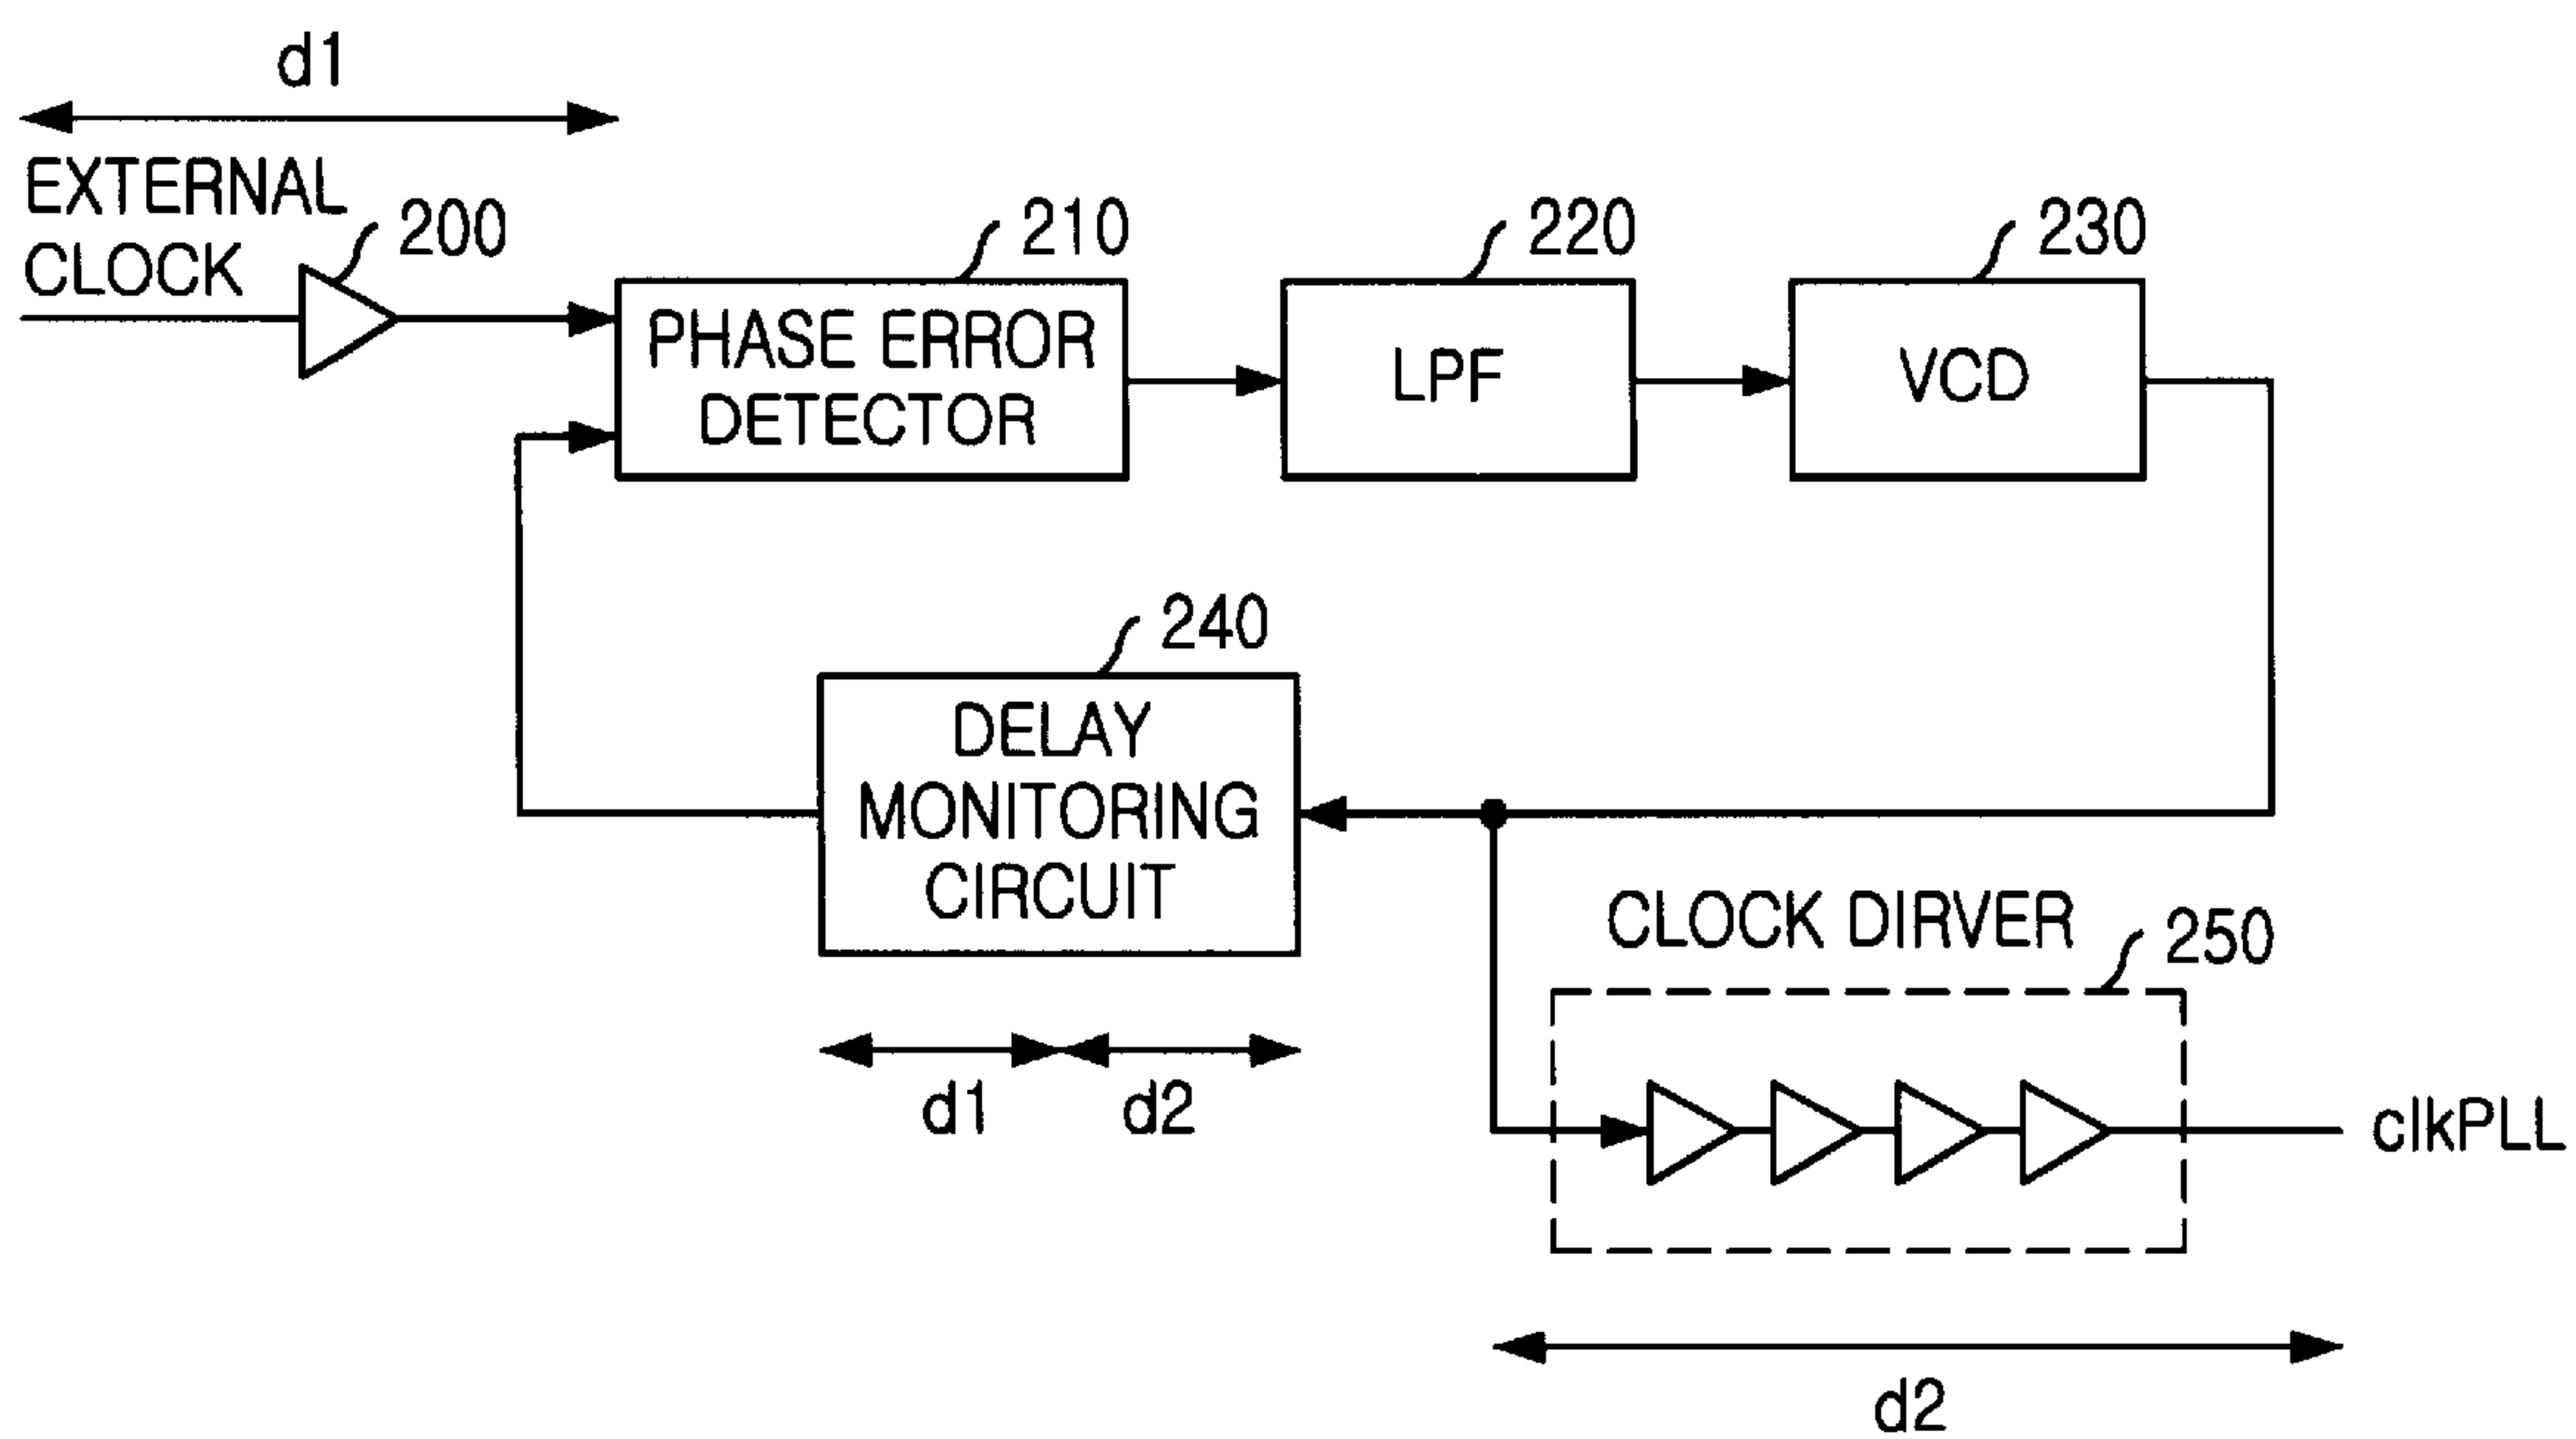 d1
EXTERNAL
CLOCK
200
210
220
230
PHASE ERROR
DETECTOR
LPF
VCD
240
DELAY
MONITORING
CIRCUIT
d1
d2
CLOCK DIRVER
250
clkPLL
d2